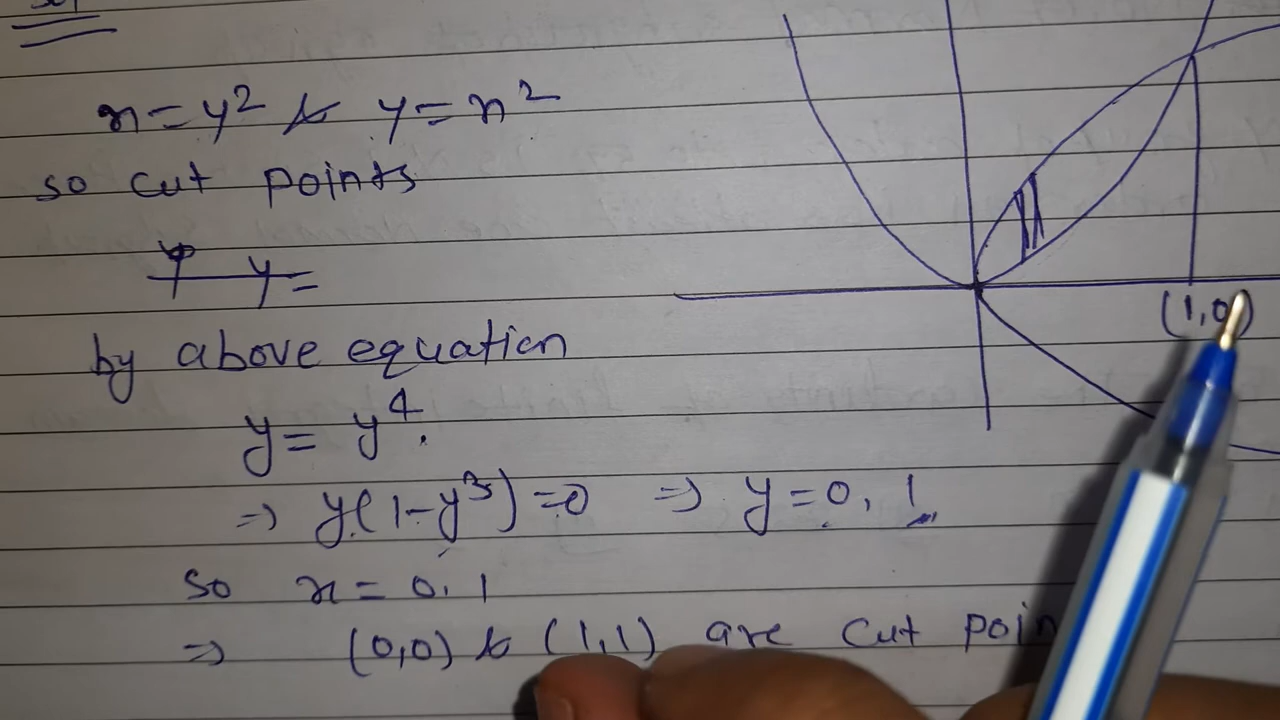 x = y² & y = x²
so cut points
y =
by above equation
y = y⁴.
⇒ y(1-y³) = 0 ⇒ y = 0, 1
so x = 0, 1
⇒ (0,0) & (1,1) are cut
(1,0)